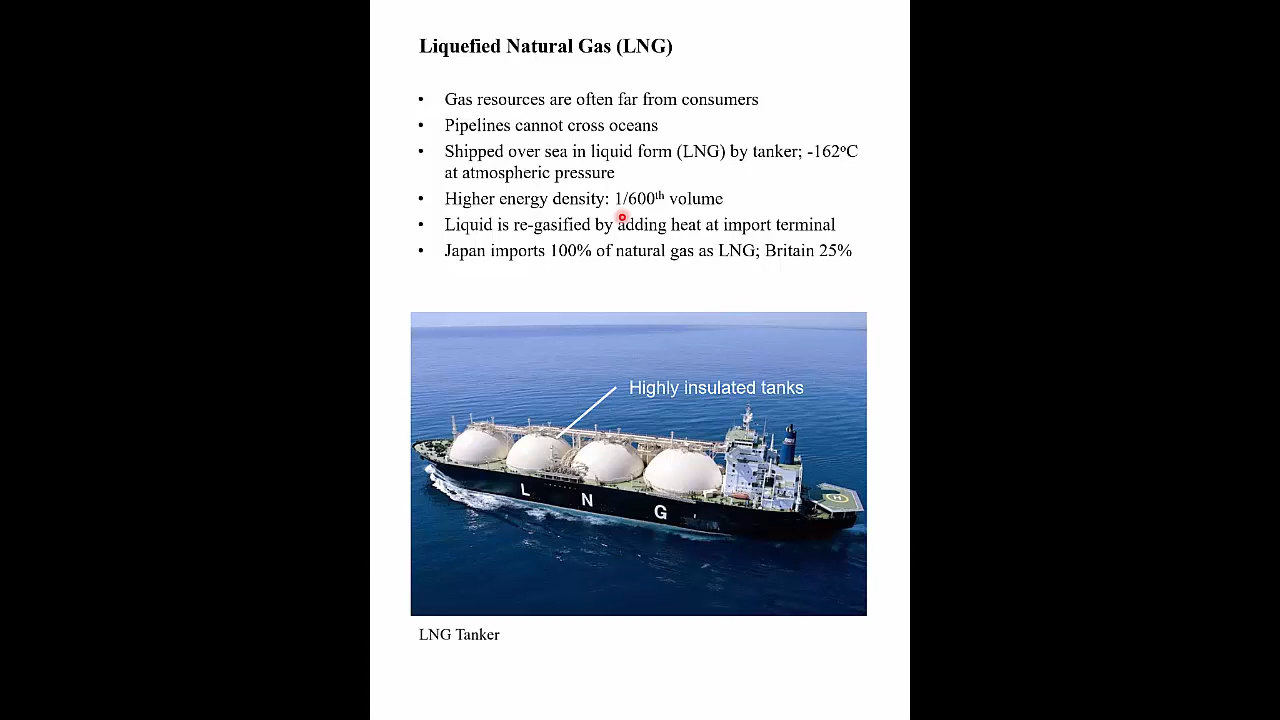 Liquefied Natural Gas (LNG)
• Gas resources are often far from consumers
• Pipelines cannot cross oceans
• Shipped over sea in liquid form (LNG) by tanker; -162ºC
at atmospheric pressure
• Higher energy density: 1/600th volume
• Liquid is re-gasified by adding heat at import terminal
• Japan imports 100% of natural gas as LNG; Britain 25%
Highly insulated tanks
L N G
H
LNG Tanker